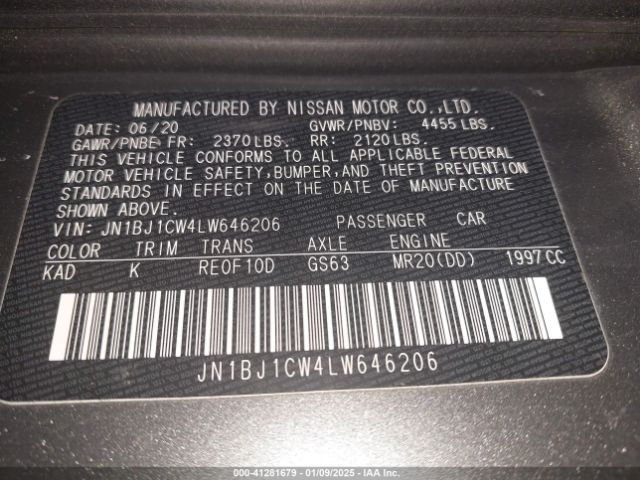 MANUFACTURED BY NISSAN MOTOR CO.,LTD.
DATE: 06/20 GVWR/PNBV: 4455 LBS.
GAWR/PNBE FR: 2370 LBS. RR: 2120 LBS.
THIS VEHICLE CONFORMS TO ALL APPLICABLE FEDERAL
MOTOR VEHICLE SAFETY,BUMPER,AND THEFT PREVENTION
STANDARDS IN EFFECT ON THE DATE OF MANUFACTURE
SHOWN ABOVE.
VIN: JN1BJ1CW4LW646206 PASSENGER CAR
COLOR TRIM TRANS AXLE ENGINE
KAD K RE0F10D GS63 MR20(DD) 1997 CC
JN1BJ1CW4LW646206
000-41281679 - 01/09/2025 - IAA Inc.